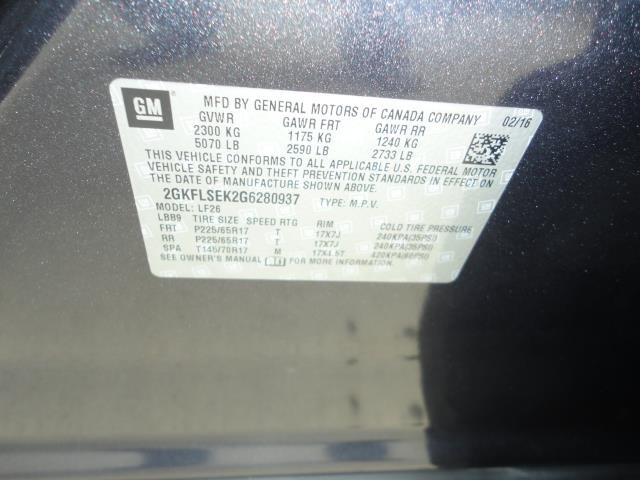 GM
MFD BY GENERAL MOTORS OF CANADA COMPANY 02/16
GVWR GAWR FRT GAWR RR
2300 KG 1175 KG 1240 KG
5070 LB 2590 LB 2733 LB
THIS VEHICLE CONFORMS TO ALL APPLICABLE U.S. FEDERAL MOTOR
VEHICLE SAFETY AND THEFT PREVENTION STANDARDS IN EFFECT ON
THE DATE OF MANUFACTURE SHOWN ABOVE.
2GKFLSEK2G6280937 TYPE: M.P.V.
MODEL: LF26
LBB9 TIRE SIZE SPEED RTG RIM COLD TIRE PRESSURE
FRT P225/65R17 T 17X7J 240KPA(35PSI)
RR P225/65R17 T 17X7J 240KPA(35PSI)
SPA T145/70R17 M 17X4.5T 420KPA(60PSI)
SEE OWNER'S MANUAL FOR ADDITIONAL INFORMATION.